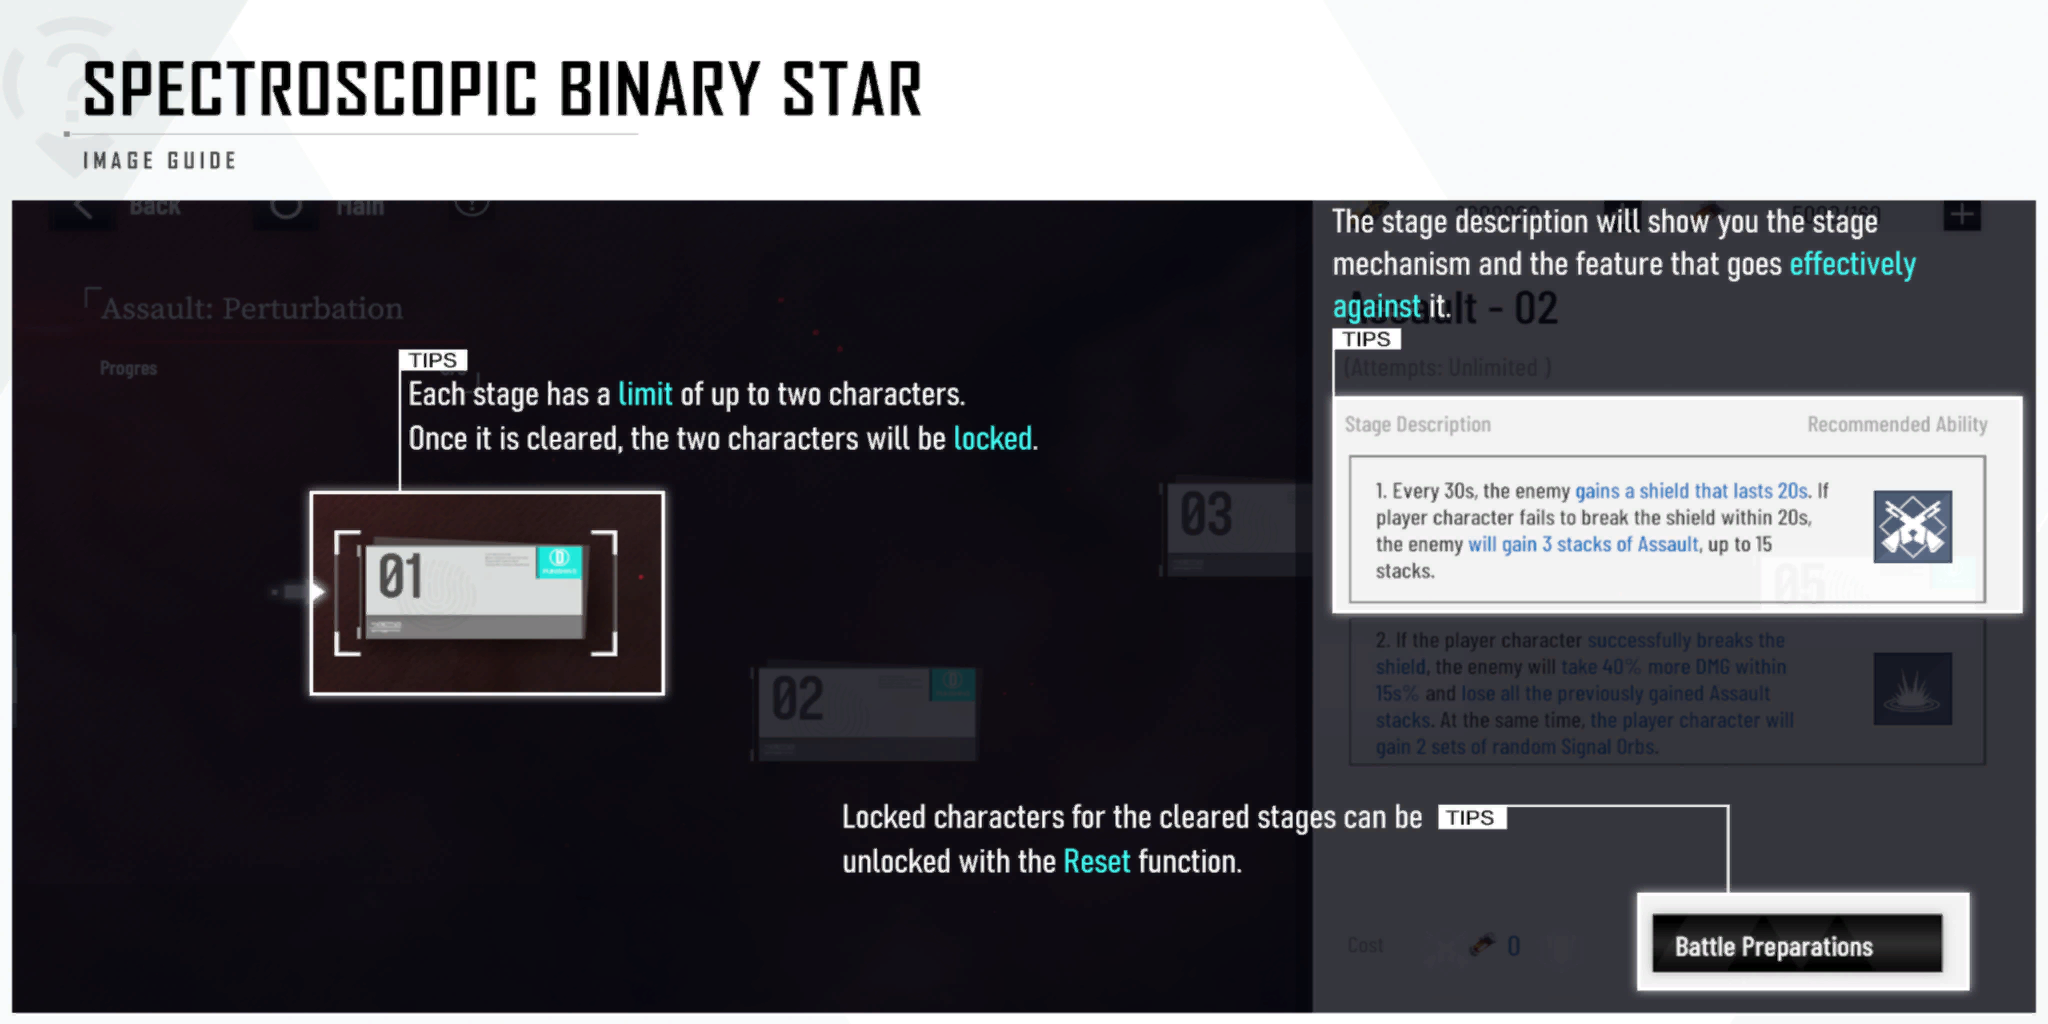 SPECTROSCOPIC BINARY STAR
IMAGE GUIDE
Back
Main
Assault: Perturbation
Progres
TIPS
Each stage has a limit of up to two characters.
Once it is cleared, the two characters will be locked.
01
02
03
The stage description will show you the stage
mechanism and the feature that goes effectively
against it.
Assault - 02
TIPS
(Attempts: Unlimited )
Stage Description
Recommended Ability
1. Every 30s, the enemy gains a shield that lasts 20s. If
player character fails to break the shield within 20s,
the enemy will gain 3 stacks of Assault, up to 15
stacks.
05
2. If the player character successfully breaks the
shield, the enemy will take 40% more DMG within
15s% and lose all the previously gained Assault
stacks. At the same time, the player character will
gain 2 sets of random Signal Orbs.
Locked characters for the cleared stages can be
unlocked with the Reset function.
TIPS
Cost
0
Battle Preparations